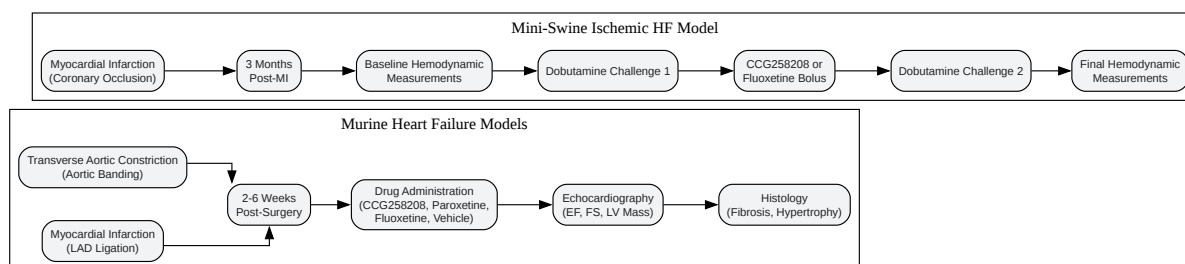 Mini-Swine Ischemic HF Model
Myocardial Infarction
(Coronary Occlusion)
3 Months
Post-MI
Baseline Hemodynamic
Measurements
Dobutamine Challenge 1
CCG258208 or
Fluoxetine Bolus
Dobutamine Challenge 2
Final Hemodynamic
Measurements
Murine Heart Failure Models
Transverse Aortic Constriction
(Aortic Banding)
Myocardial Infarction
(LAD Ligation)
2-6 Weeks
Post-Surgery
Drug Administration
(CCG258208, Paroxetine,
Fluoxetine, Vehicle)
Echocardiography
(EF, FS, LV Mass)
Histology
(Fibrosis, Hypertrophy)